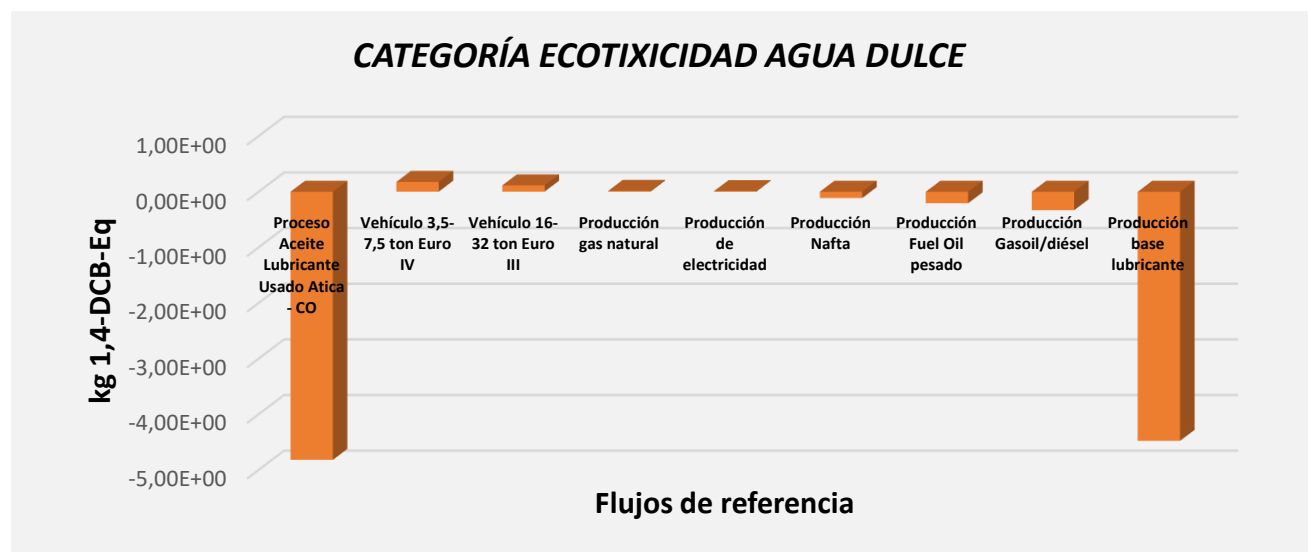 CATEGORÍA ECOTIXICIDAD AGUA DULCE
kg 1,4-DCB-Eq
1,00E+00
0,00E+00
-1,00E+00
-2,00E+00
-3,00E+00
-4,00E+00
-5,00E+00
Proceso
Aceite
Lubricante
Usado Atica
- CO
Vehículo 3,5-
7,5 ton Euro
IV
Vehículo 16-
32 ton Euro
III
Producción
gas natural
Producción
de
electricidad
Producción
Nafta
Producción
Fuel Oil
pesado
Producción
Gasoil/diésel
Producción
base
lubricante
Flujos de referencia